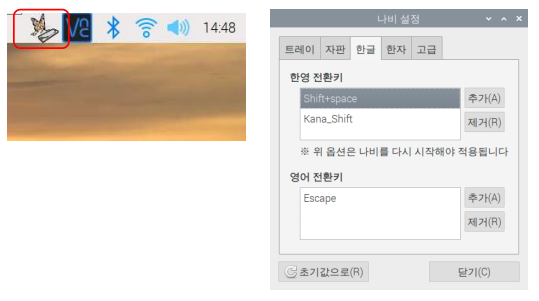 V2 14:48
나비 설정
트레이 자판 한글 한자 고급
한영 전환키
Shift+space 추가(A)
Kana_Shift 제거(R)
※ 위 옵션은 나비를 다시 시작해야 적용됩니다
영어 전환키
Escape 추가(A)
제거(R)
초기값으로(R) 닫기(C)